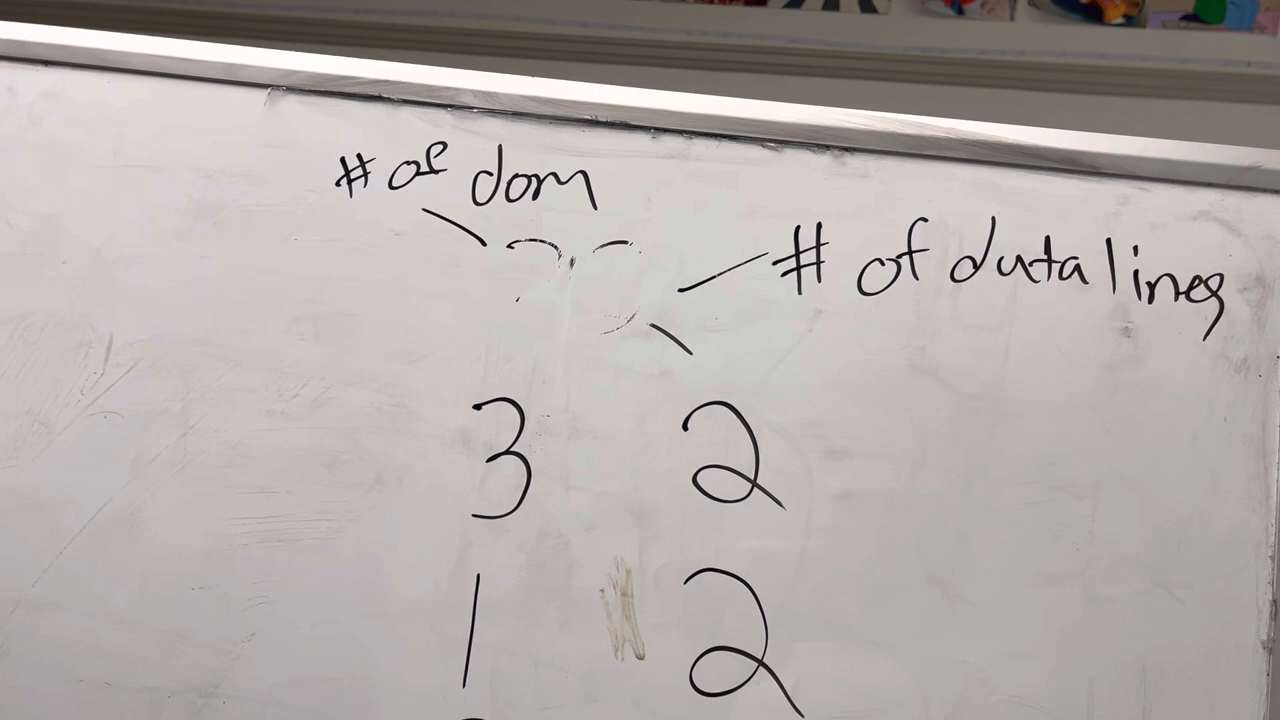 # of dom
# of data lines
3 2
1 2